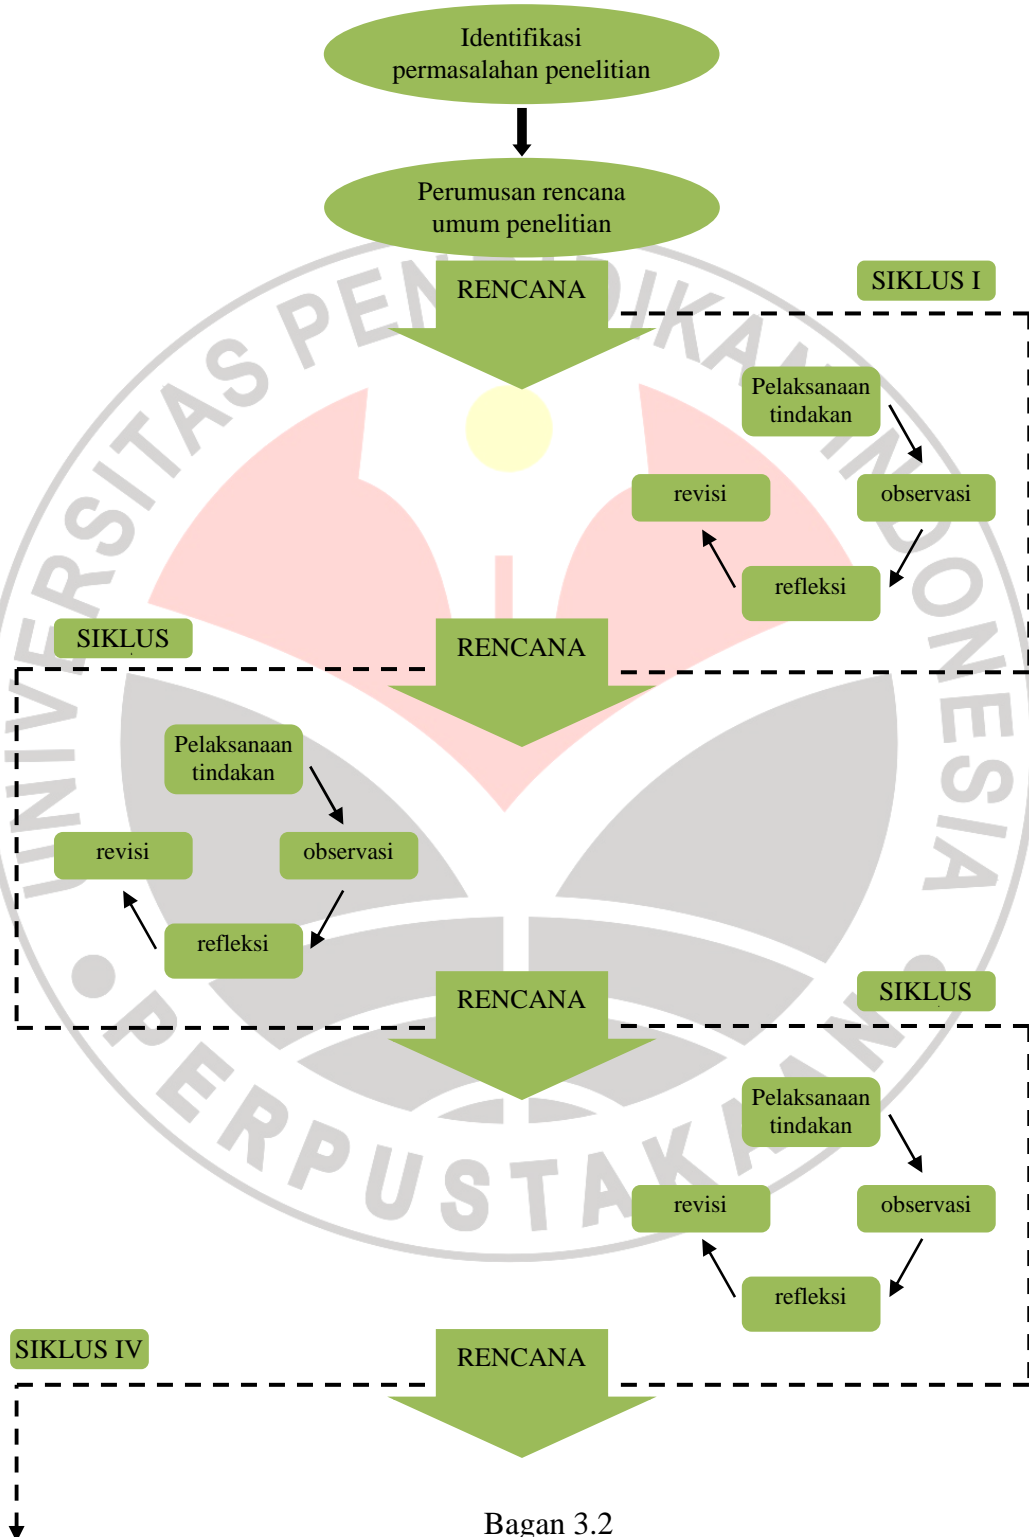 Identifikasi
permasalahan penelitian
Perumusan rencana
umum penelitian
RENCANA
SIKLUS I
Pelaksanaan
tindakan
revisi
observasi
refleksi
SIKLUS
RENCANA
Pelaksanaan
tindakan
revisi
observasi
refleksi
RENCANA
SIKLUS
Pelaksanaan
tindakan
revisi
observasi
refleksi
SIKLUS IV
RENCANA
Bagan 3.2
UNIVERSITAS PENDIDIKAN INDONESIA
PERPUSTAKAAN